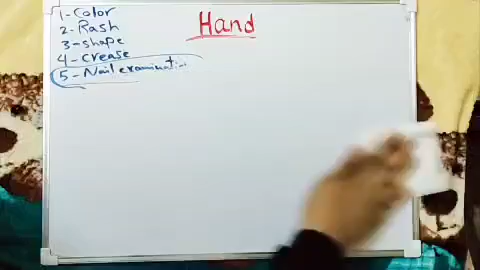 Hand
1- Color
2- Rash
3- shape
4- crease
5- Nail examination